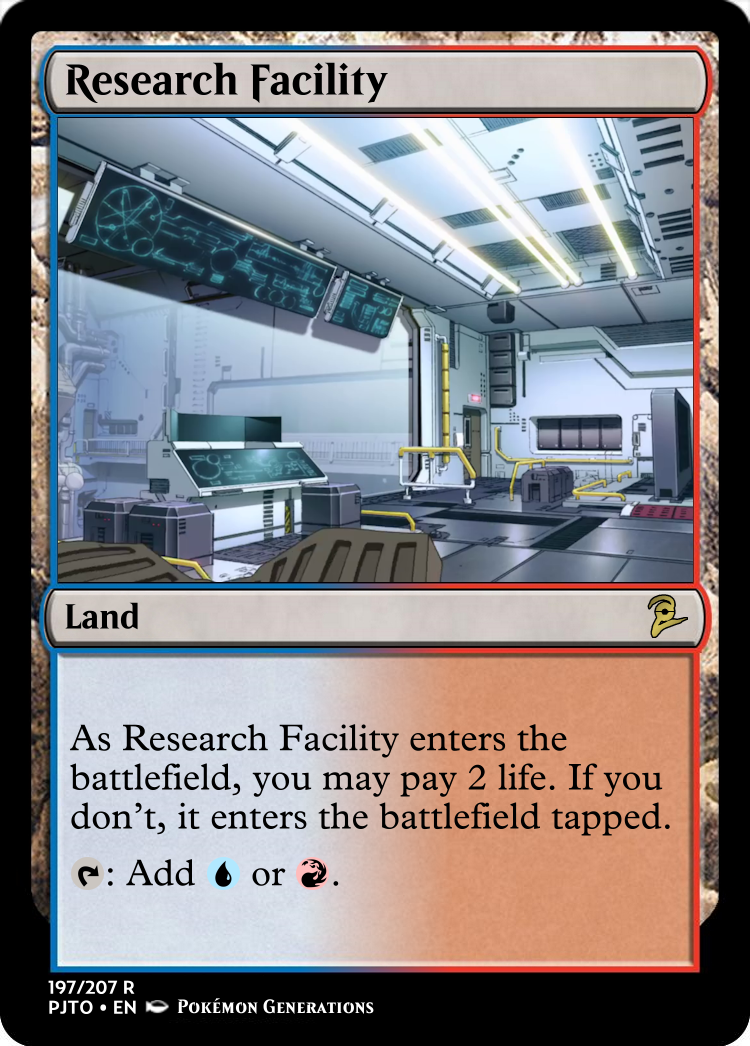 Research Facility
Land
As Research Facility enters the
battlefield, you may pay 2 life. If you
don't, it enters the battlefield tapped.
: Add or .
197/207 R
PJTO • EN Pokémon Generations